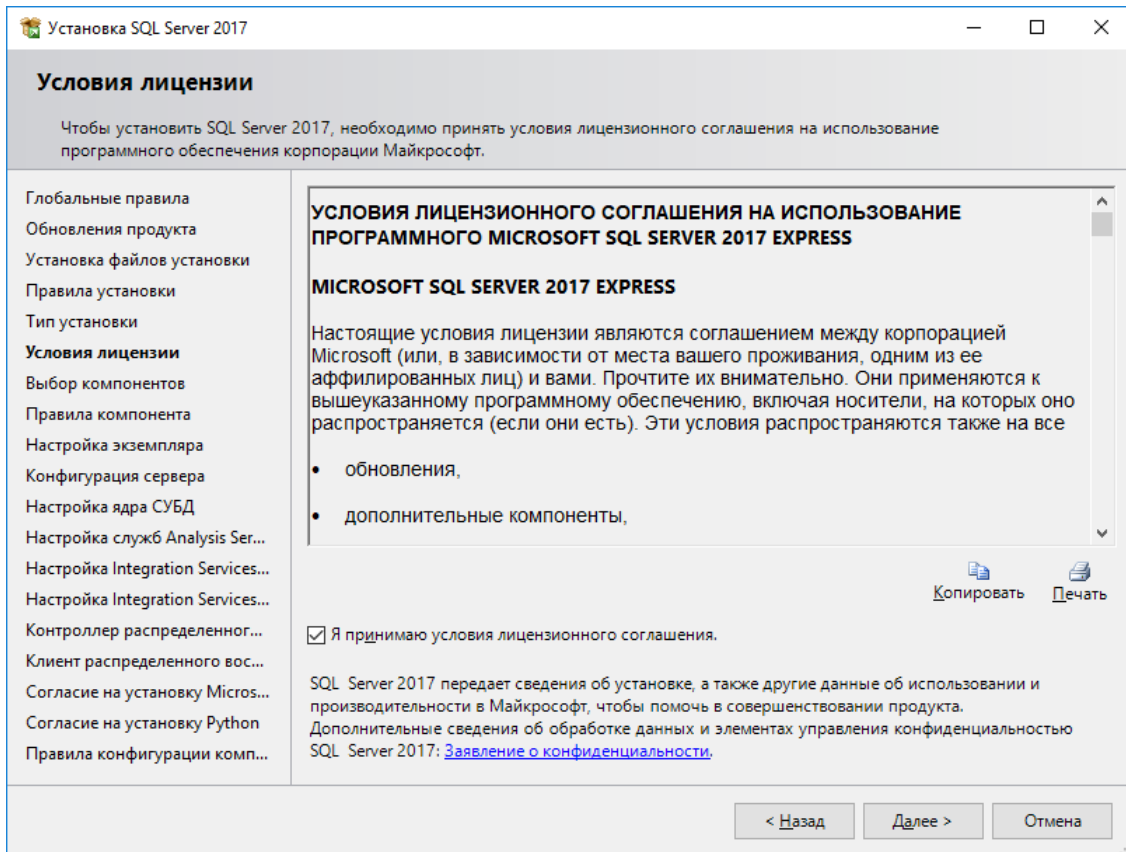 Установка SQL Server 2017
Условия лицензии
Чтобы установить SQL Server 2017, необходимо принять условия лицензионного соглашения на использование
программного обеспечения корпорации Майкрософт.
Глобальные правила
Обновления продукта
Установка файлов установки
Правила установки
Тип установки
Условия лицензии
Выбор компонентов
Правила компонента
Настройка экземпляра
Конфигурация сервера
Настройка ядра СУБД
Настройка служб Analysis Ser...
Настройка Integration Services...
Настройка Integration Services...
Контроллер распределенног...
Клиент распределенного вос...
Согласие на установку Micros...
Согласие на установку Python
Правила конфигурации комп...
УСЛОВИЯ ЛИЦЕНЗИОННОГО СОГЛАШЕНИЯ НА ИСПОЛЬЗОВАНИЕ
ПРОГРАММНОГО MICROSOFT SQL SERVER 2017 EXPRESS
MICROSOFT SQL SERVER 2017 EXPRESS
Настоящие условия лицензии являются соглашением между корпорацией
Microsoft (или, в зависимости от места вашего проживания, одним из ее
аффилированных лиц) и вами. Прочтите их внимательно. Они применяются к
вышеуказанному программному обеспечению, включая носители, на которых оно
распространяется (если они есть). Эти условия распространяются также на все
• обновления,
• дополнительные компоненты,
Копировать
Печать
Я принимаю условия лицензионного соглашения.
SQL Server 2017 передает сведения об установке, а также другие данные об использовании и
производительности в Майкрософт, чтобы помочь в совершенствовании продукта.
Дополнительные сведения об обработке данных и элементах управления конфиденциальностью
SQL Server 2017: Заявление о конфиденциальности.
< Назад
Далее >
Отмена